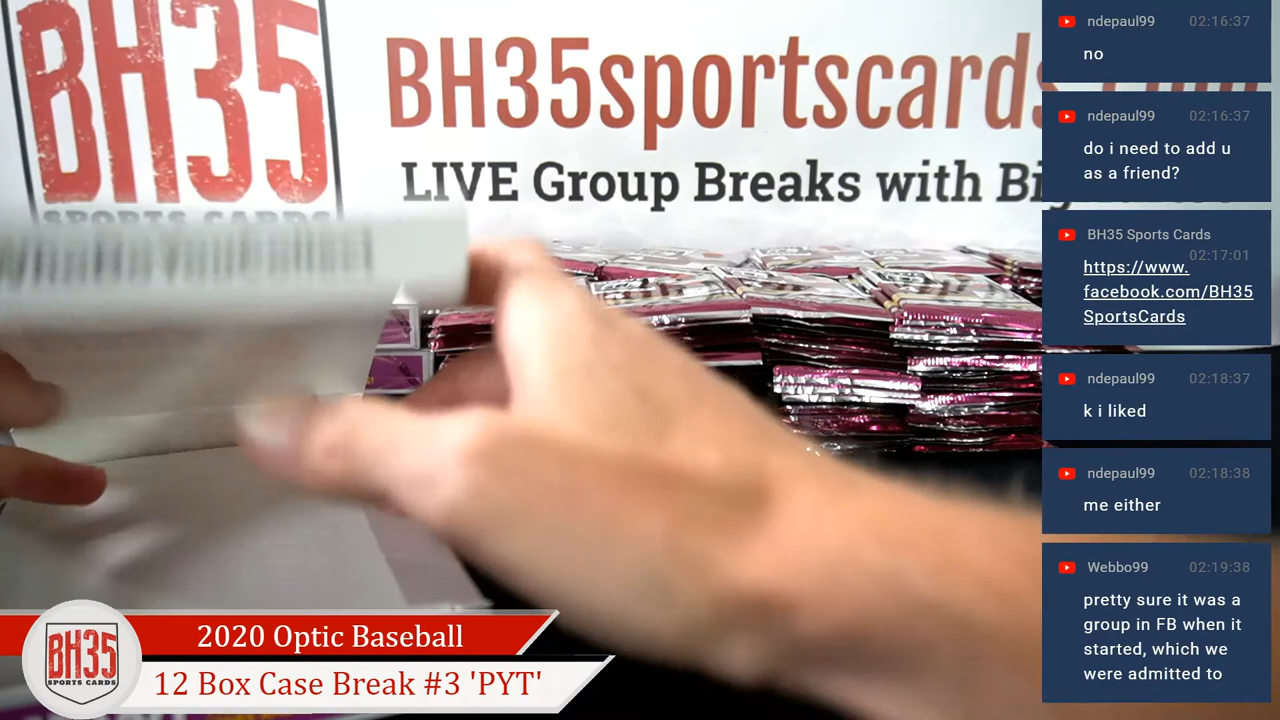 BH35
SPORTS CARDS
BH35sportscards
LIVE Group Breaks with
ndepaul99 02:16:37
no
ndepaul99 02:16:37
do i need to add u
as a friend?
BH35 Sports Cards
02:17:01
https://www.
facebook.com/BH35
SportsCards
ndepaul99 02:18:37
k i liked
ndepaul99 02:18:38
me either
Webbo99 02:19:38
pretty sure it was a
group in FB when it
started, which we
were admitted to
BH35
SPORTS CARDS
2020 Optic Baseball
12 Box Case Break #3 'PYT'